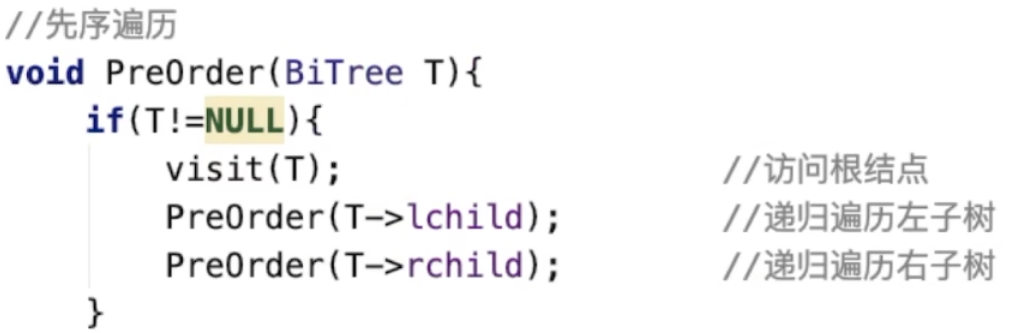 //先序遍历
void PreOrder(BiTree T){
    if(T!=NULL){
        visit(T);                    //访问根结点
        PreOrder(T->lchild);         //递归遍历左子树
        PreOrder(T->rchild);         //递归遍历右子树
    }